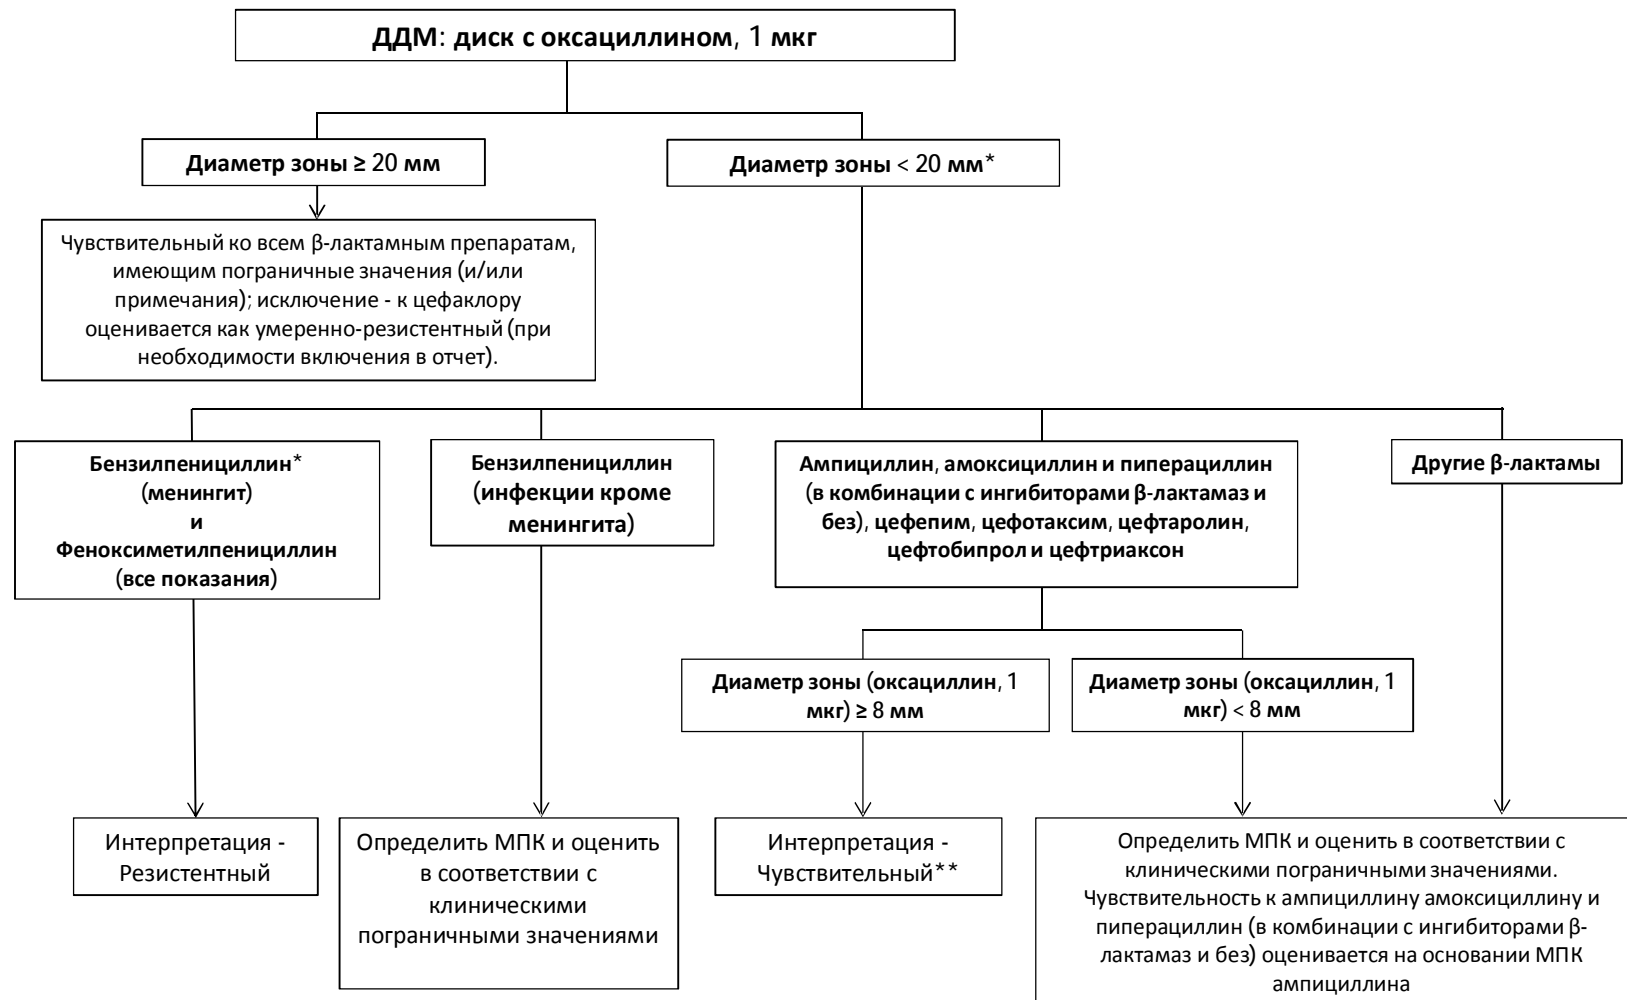 ДДМ: диск с оксациллином, 1 мкг
Диаметр зоны ≥ 20 мм
Диаметр зоны < 20 мм*
Чувствительный ко всем β-лактамным препаратам,
имеющим пограничные значения (и/или
примечания); исключение - к цефаклору
оценивается как умеренно-резистентный (при
необходимости включения в отчет).
Бензилпенициллин*
(менингит)
и
Феноксиметилпенициллин
(все показания)
Бензилпенициллин
(инфекции кроме
менингита)
Ампициллин, амоксициллин и пиперациллин
(в комбинации с ингибиторами β-лактамаз и
без), цефепим, цефотаксим, цефтаролин,
цефтобипрол и цефтриаксон
Другие β-лактамы
Диаметр зоны (оксациллин, 1
мкг) ≥ 8 мм
Диаметр зоны (оксациллин, 1
мкг) < 8 мм
Интерпретация -
Резистентный
Определить МПК и оценить
в соответствии с
клиническими
пограничными значениями
Интерпретация -
Чувствительный**
Определить МПК и оценить в соответствии с
клиническими пограничными значениями.
Чувствительность к ампициллину амоксициллину и
пиперациллин (в комбинации с ингибиторами β-
лактамаз и без) оценивается на основании МПК
ампициллина